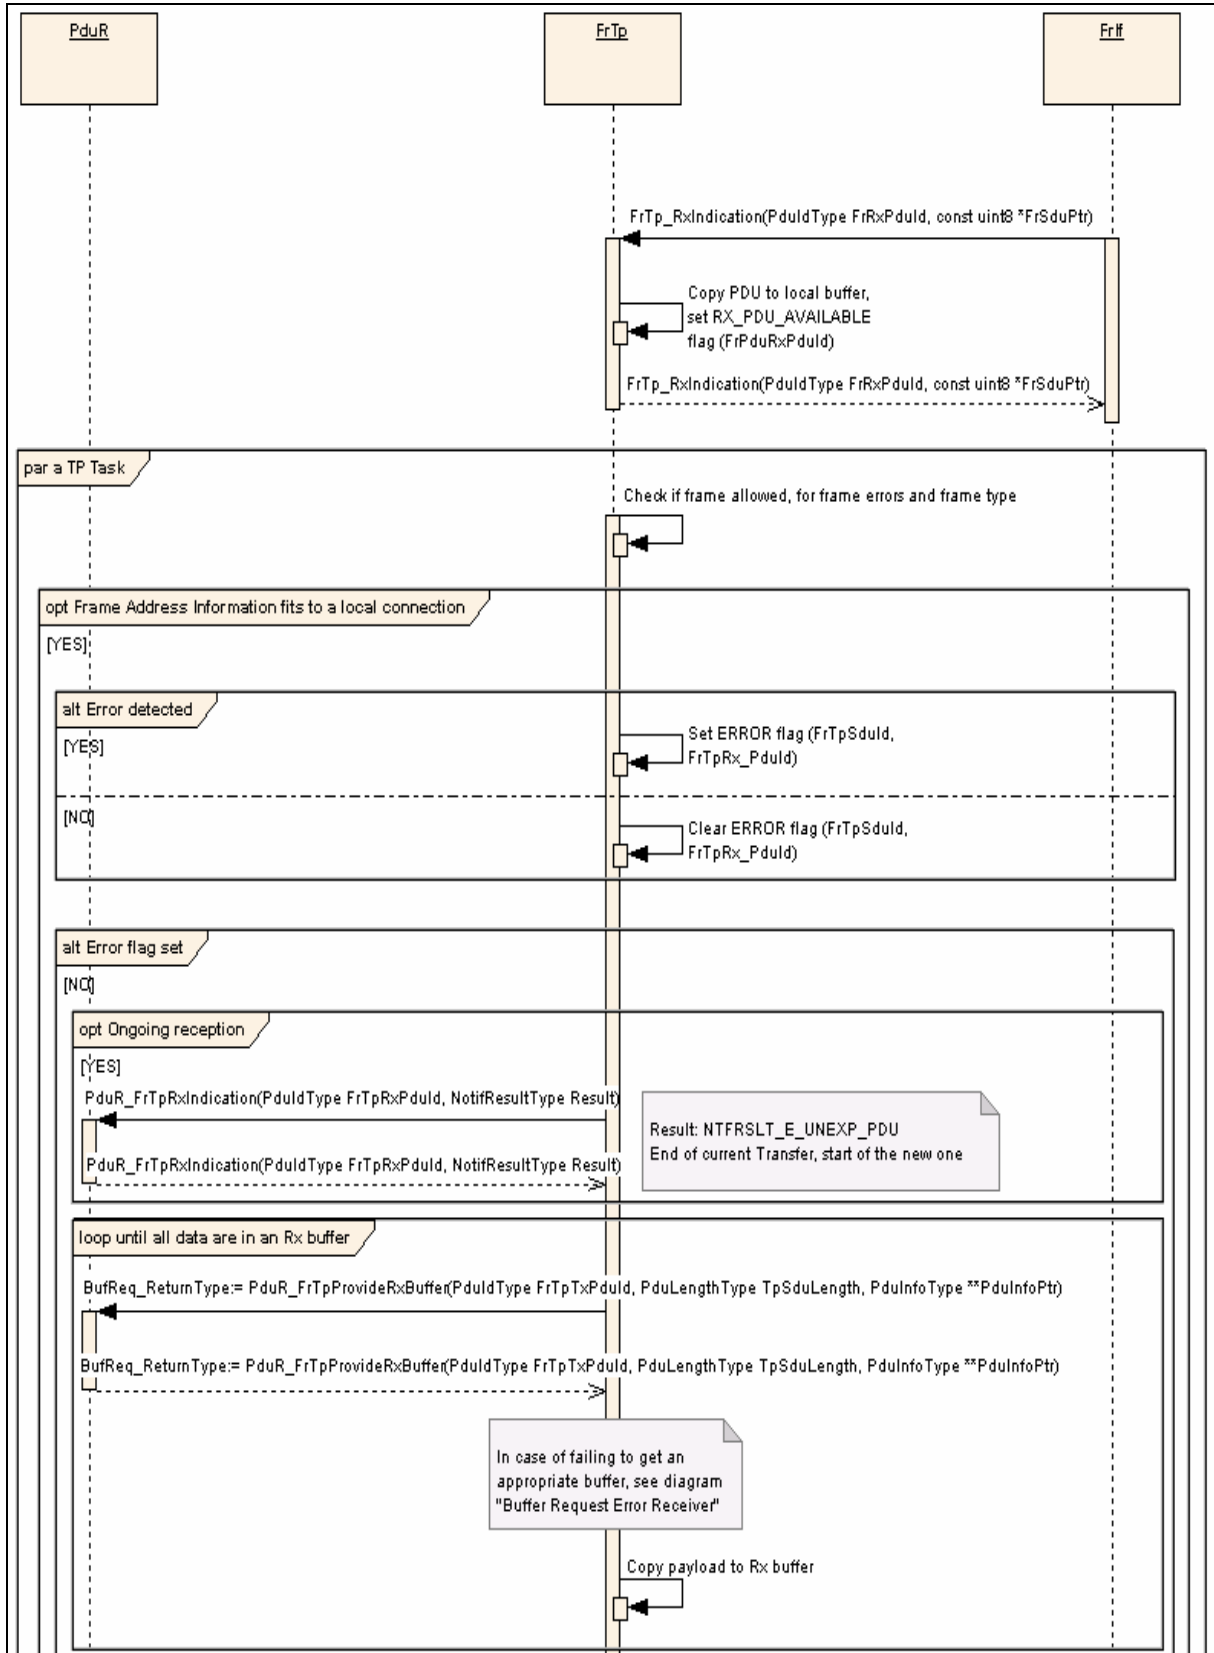 PduR
FrTp
FrIf
FrTp_RxIndication(PduIdType FrRxPduId, const uint8 *FrSduPtr)
Copy PDU to local buffer,
set RX_PDU_AVAILABLE
flag (FrPduRxPduId)
FrTp_RxIndication(PduIdType FrRxPduId, const uint8 *FrSduPtr)
par a TP Task
Check if frame allowed, for frame errors and frame type
opt Frame Address Information fits to a local connection
[YES]
alt Error detected
[YES]
Set ERROR flag (FrTpSduId,
FrTpRx_PduId)
[NO]
Clear ERROR flag (FrTpSduId,
FrTpRx_PduId)
alt Error flag set
[NO]
opt Ongoing reception
[YES]
PduR_FrTpRxIndication(PduIdType FrTpRxPduId, NotifResultType Result)
Result: NTFRSLT_E_UNEXP_PDU
End of current Transfer, start of the new one
PduR_FrTpRxIndication(PduIdType FrTpRxPduId, NotifResultType Result)
loop until all data are in an Rx buffer
BufReq_ReturnType:= PduR_FrTpProvideRxBuffer(PduIdType FrTpTxPduId, PduLengthType TpSduLength, PduInfoType **PduInfoPtr)
BufReq_ReturnType:= PduR_FrTpProvideRxBuffer(PduIdType FrTpTxPduId, PduLengthType TpSduLength, PduInfoType **PduInfoPtr)
In case of failing to get an
appropriate buffer, see diagram
"Buffer Request Error Receiver"
Copy payload to Rx buffer